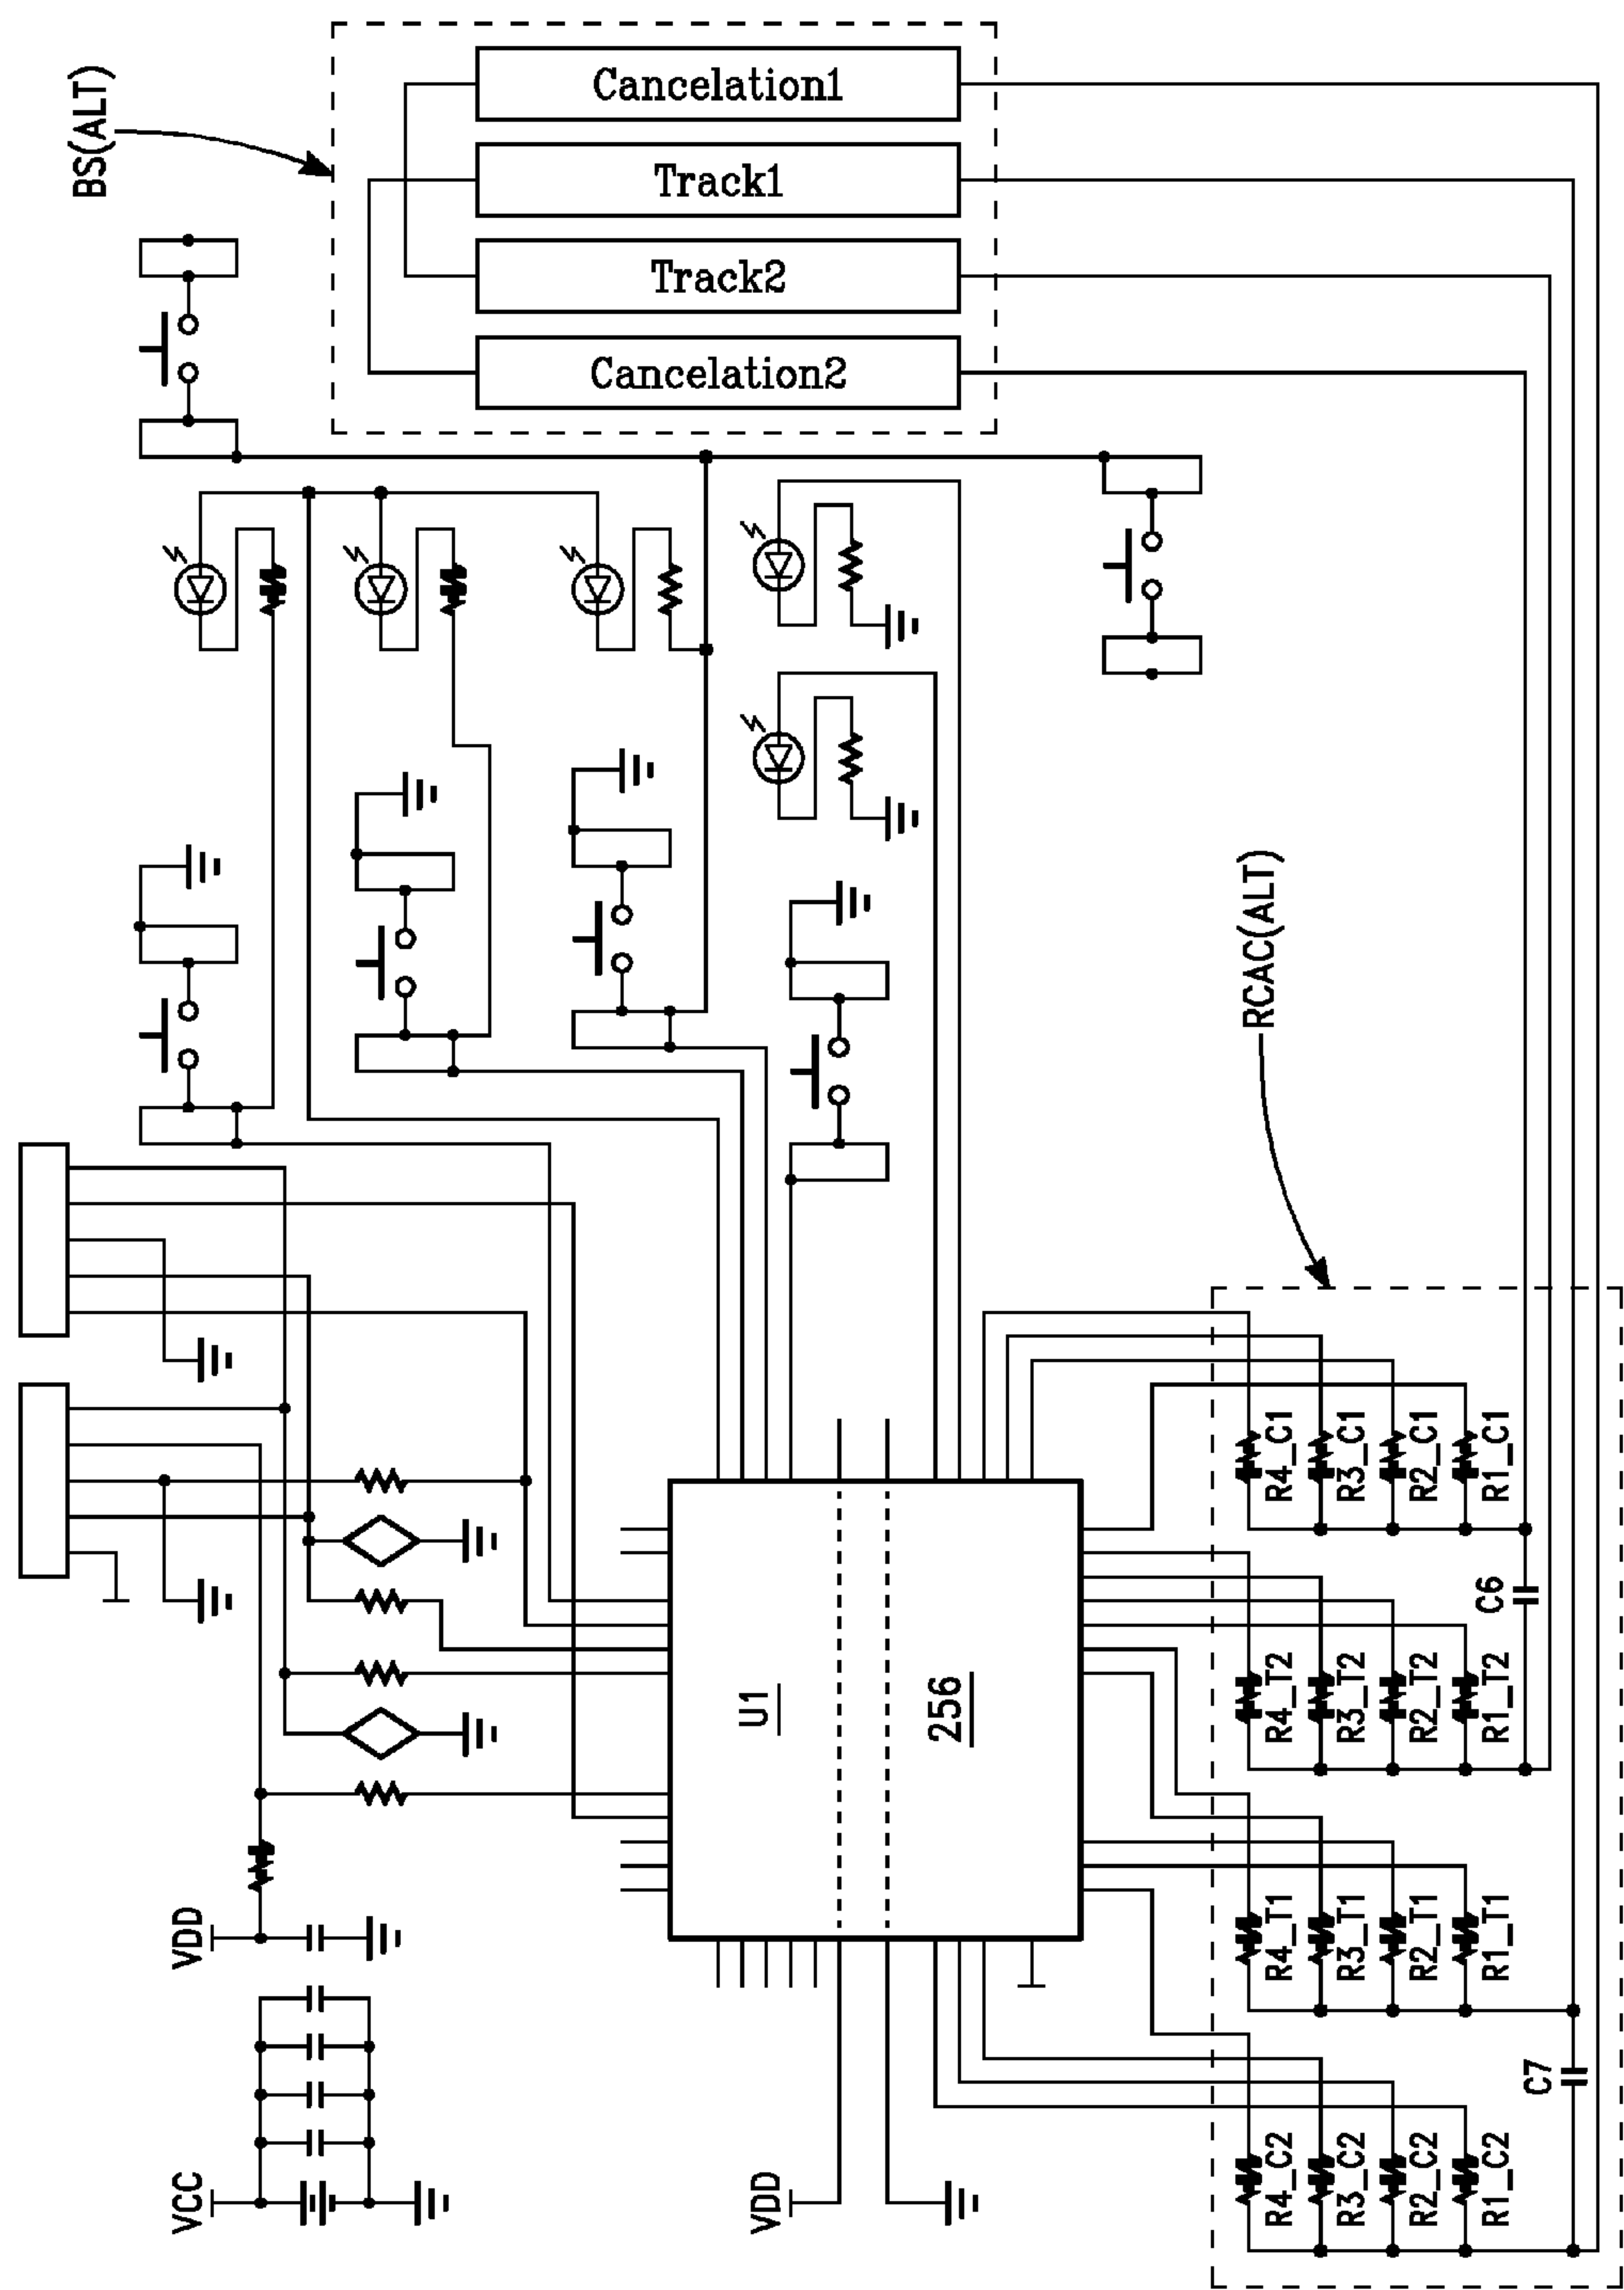 BS(ALT)
Cancelation1
Track1
Track2
Cancelation2
RCAC(ALT)
U1
256
VDD
VCC
VDD
R4_C1
R3_C1
R2_C1
R1_C1
C6
R4_T2
R3_T2
R2_T2
R1_T2
R4_T1
R3_T1
R2_T1
R1_T1
C7
R4_C2
R3_C2
R2_C2
R1_C2